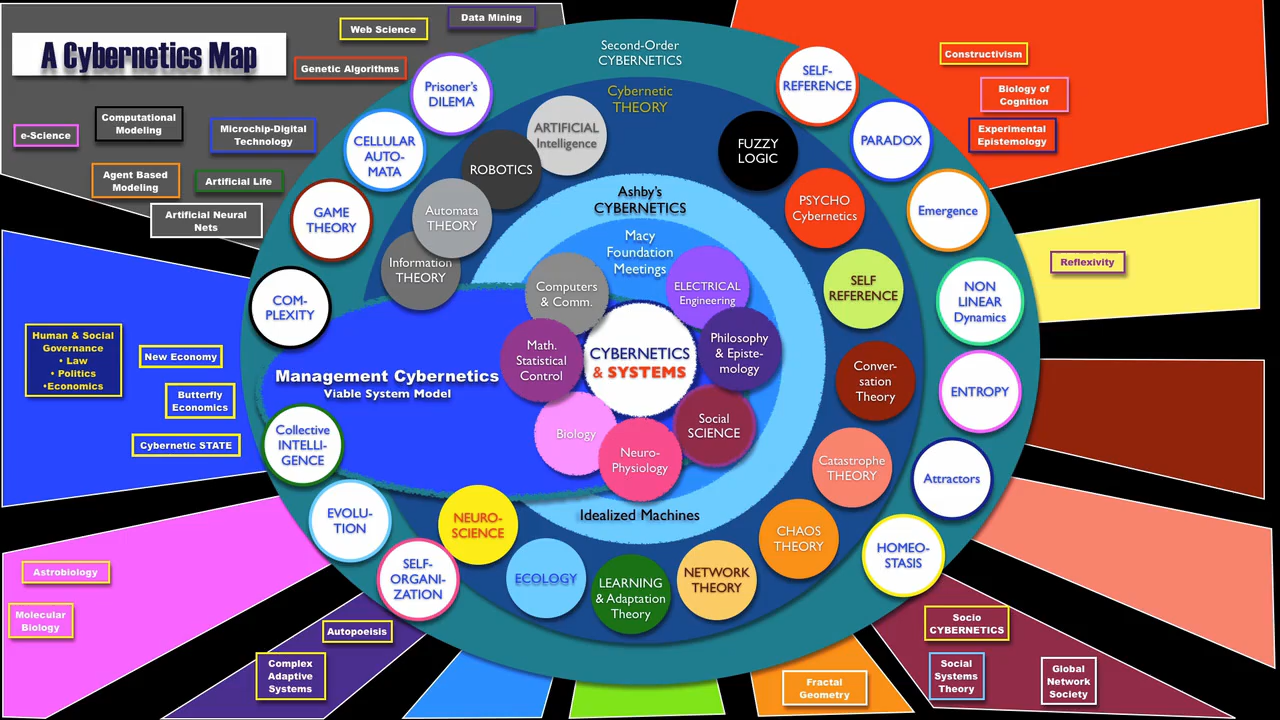 A Cybernetics Map
Web Science
Data Mining
Genetic Algorithms
e-Science
Computational
Modeling
Microchip-Digital
Technology
Agent Based
Modeling
Artificial Life
Artificial Neural
Nets
Second-Order
CYBERNETICS
Cybernetic
THEORY
Prisoner's
DILEMA
CELLULAR
AUTO-
MATA
GAME
THEORY
COM-
PLEXITY
ARTIFICIAL
Intelligence
ROBOTICS
Automata
THEORY
Information
THEORY
FUZZY
LOGIC
SELF-
REFERENCE
PARADOX
Emergence
NON
LINEAR
Dynamics
ENTROPY
Attractors
HOMEO-
STASIS
PSYCHO
Cybernetics
SELF
REFERENCE
Conver-
sation
Theory
Catastrophe
THEORY
CHAOS
THEORY
NETWORK
THEORY
LEARNING
& Adaptation
Theory
ECOLOGY
NEURO-
SCIENCE
SELF-
ORGANI-
ZATION
EVOLU-
TION
Collective
INTELLI-
GENCE
Ashby's
CYBERNETICS
Macy
Foundation
Meetings
Computers
& Comm.
ELECTRICAL
Engineering
Math.
Statistical
Control
CYBERNETICS
& SYSTEMS
Philosophy
& Episte-
mology
Biology
Neuro-
Physiology
Social
SCIENCE
Idealized Machines
Management Cybernetics
Viable System Model
Constructivism
Biology of
Cognition
Experimental
Epistemology
Reflexivity
Human & Social
Governance
• Law
• Politics
•Economics
New Economy
Butterfly
Economics
Cybernetic STATE
Astrobiology
Molecular
Biology
Autopoeisis
Complex
Adaptive
Systems
Fractal
Geometry
Socio
CYBERNETICS
Social
Systems
Theory
Global
Network
Society